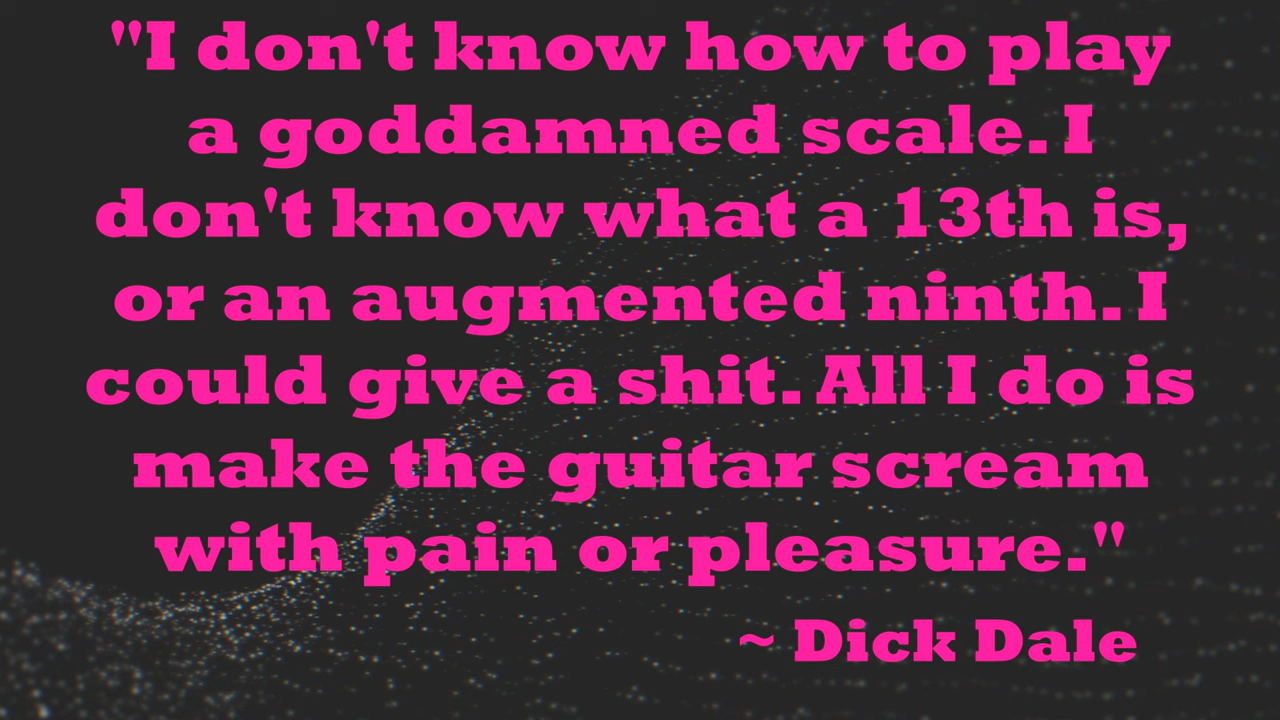 "I don't know how to play
a goddamned scale. I
don't know what a 13th is,
or an augmented ninth. I
could give a shit. All I do is
make the guitar scream
with pain or pleasure."
~ Dick Dale